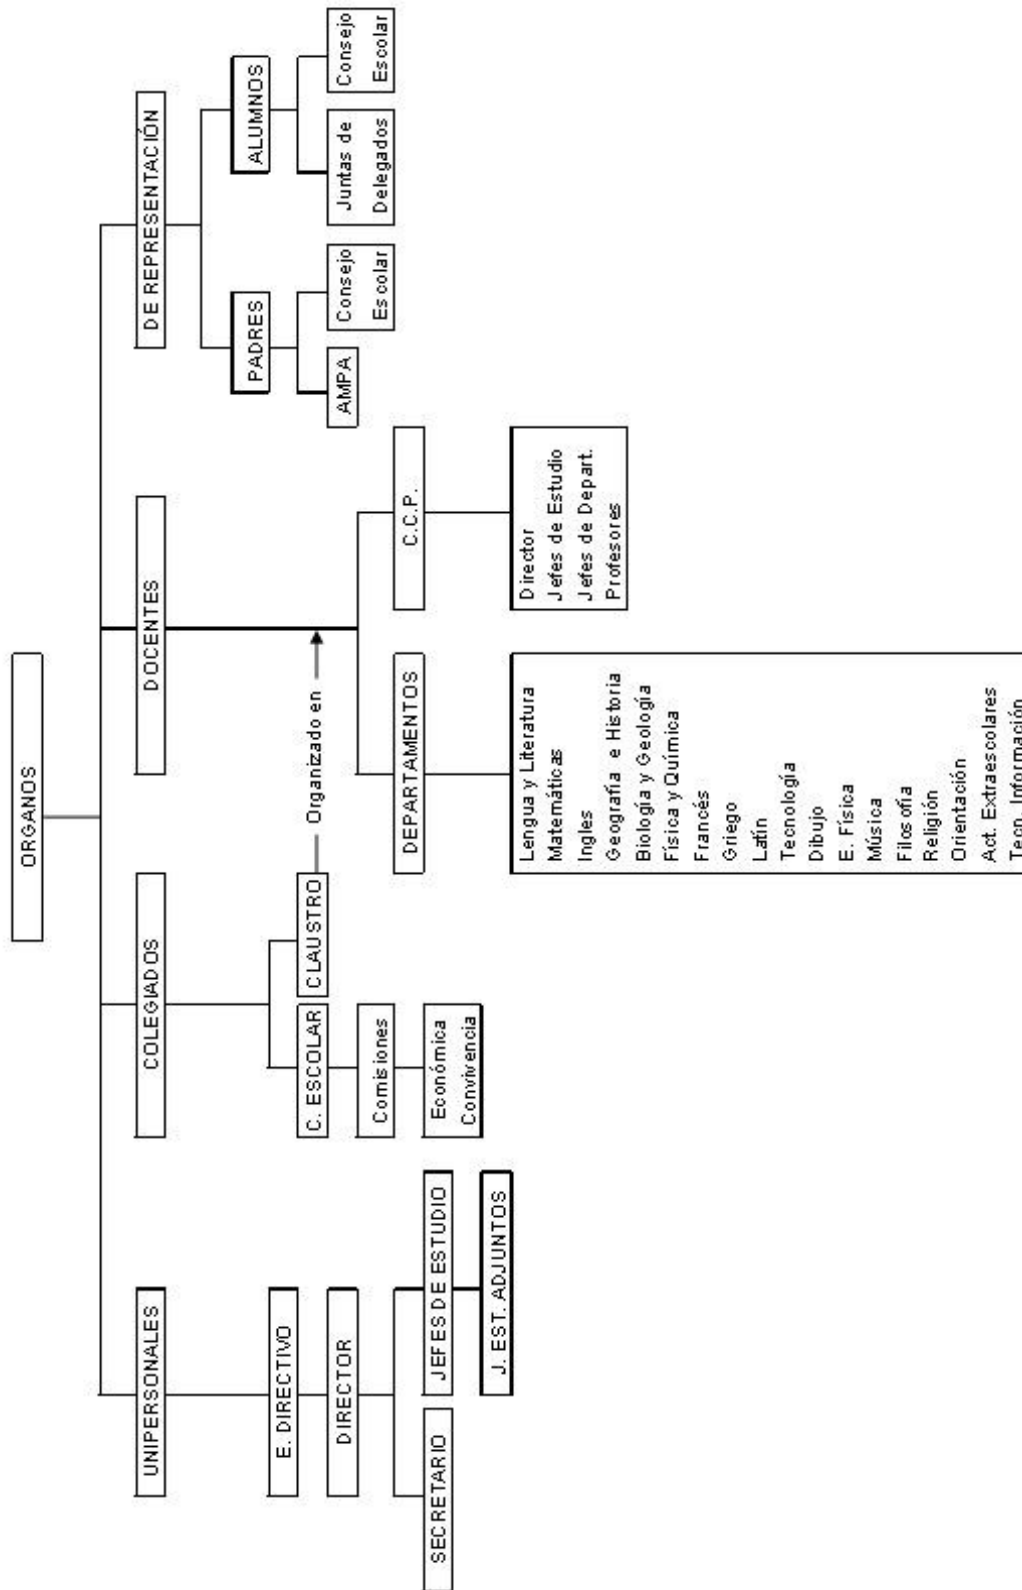 ORGANOS
UNIPERSONALES
COLEGIADOS
DOCENTES
DE REPRESENTACIÓN
E. DIRECTIVO
DIRECTOR
SECRETARIO
JEFES DE ESTUDIO
J. EST. ADJUNTOS
C. ESCOLAR
CLAUSTRO
Organizado en
Comisiones
Económica
Convivencia
DEPARTAMENTOS
C.C.P.
Lengua y Literatura
Matemáticas
Ingles
Geografía e Historia
Biología y Geología
Física y Química
Francés
Griego
Latín
Tecnología
Dibujo
E. Física
Música
Filosofía
Religión
Orientación
Act. Extraescolares
Tecn. Información
Director
Jefes de Estudio
Jefes de Depart.
Profesores
PADRES
ALUMNOS
AMPA
Consejo
Escolar
Juntas de
Delegados
Consejo
Escolar